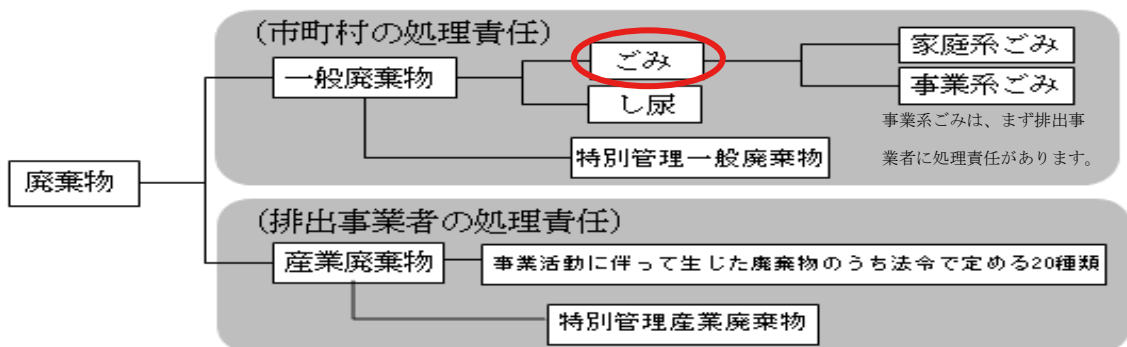 (市町村の処理責任)
一般廃棄物
ごみ
し尿
家庭系ごみ
事業系ごみ
事業系ごみは、まず排出事
業者に処理責任があります。
特別管理一般廃棄物
廃棄物
(排出事業者の処理責任)
産業廃棄物
事業活動に伴って生じた廃棄物のうち法令で定める20種類
特別管理産業廃棄物